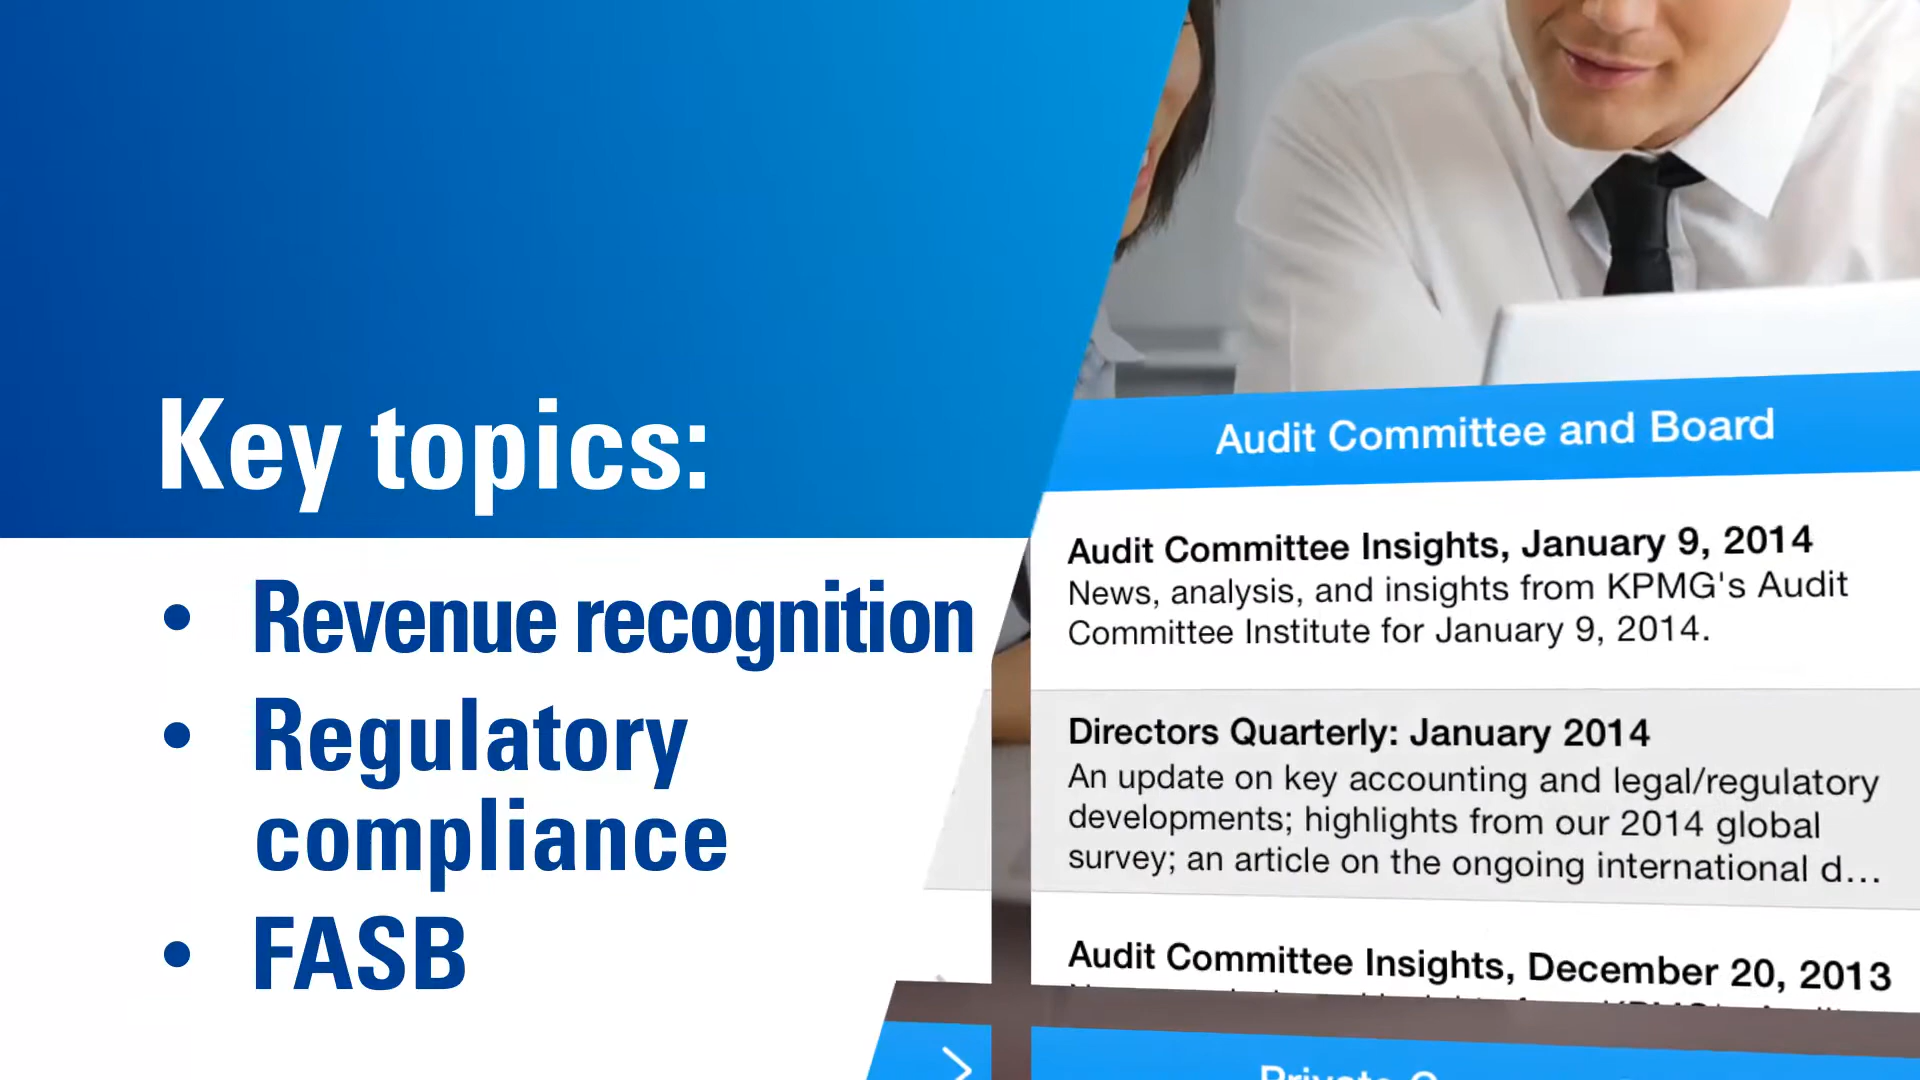 Key topics:
• Revenue recognition
• Regulatory
compliance
• FASB
Audit Committee and Board
Audit Committee Insights, January 9, 2014
News, analysis, and insights from KPMG's Audit
Committee Institute for January 9, 2014.
Directors Quarterly: January 2014
An update on key accounting and legal/regulatory
developments; highlights from our 2014 global
survey; an article on the ongoing international d...
Audit Committee Insights, December 20, 2013